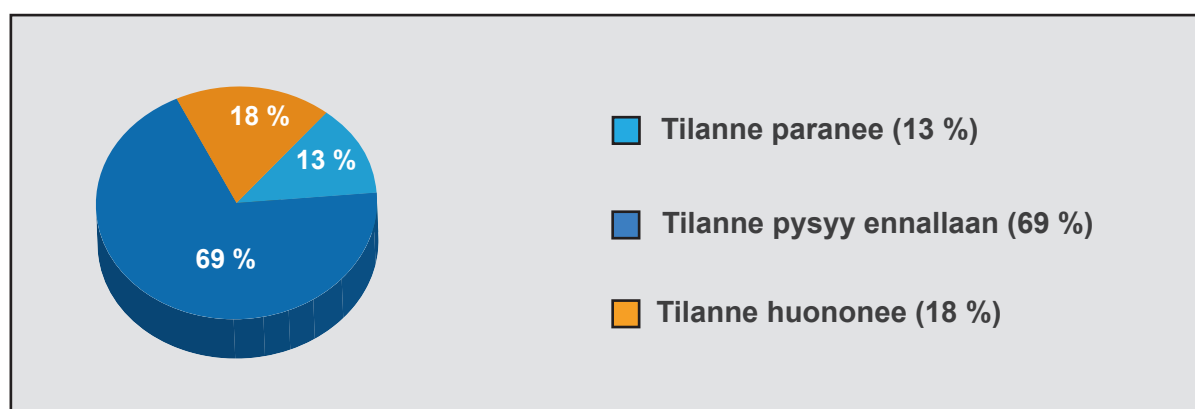 18 %
13 %
69 %
Tilanne paranee (13 %)
Tilanne pysyy ennallaan (69 %)
Tilanne huononee (18 %)